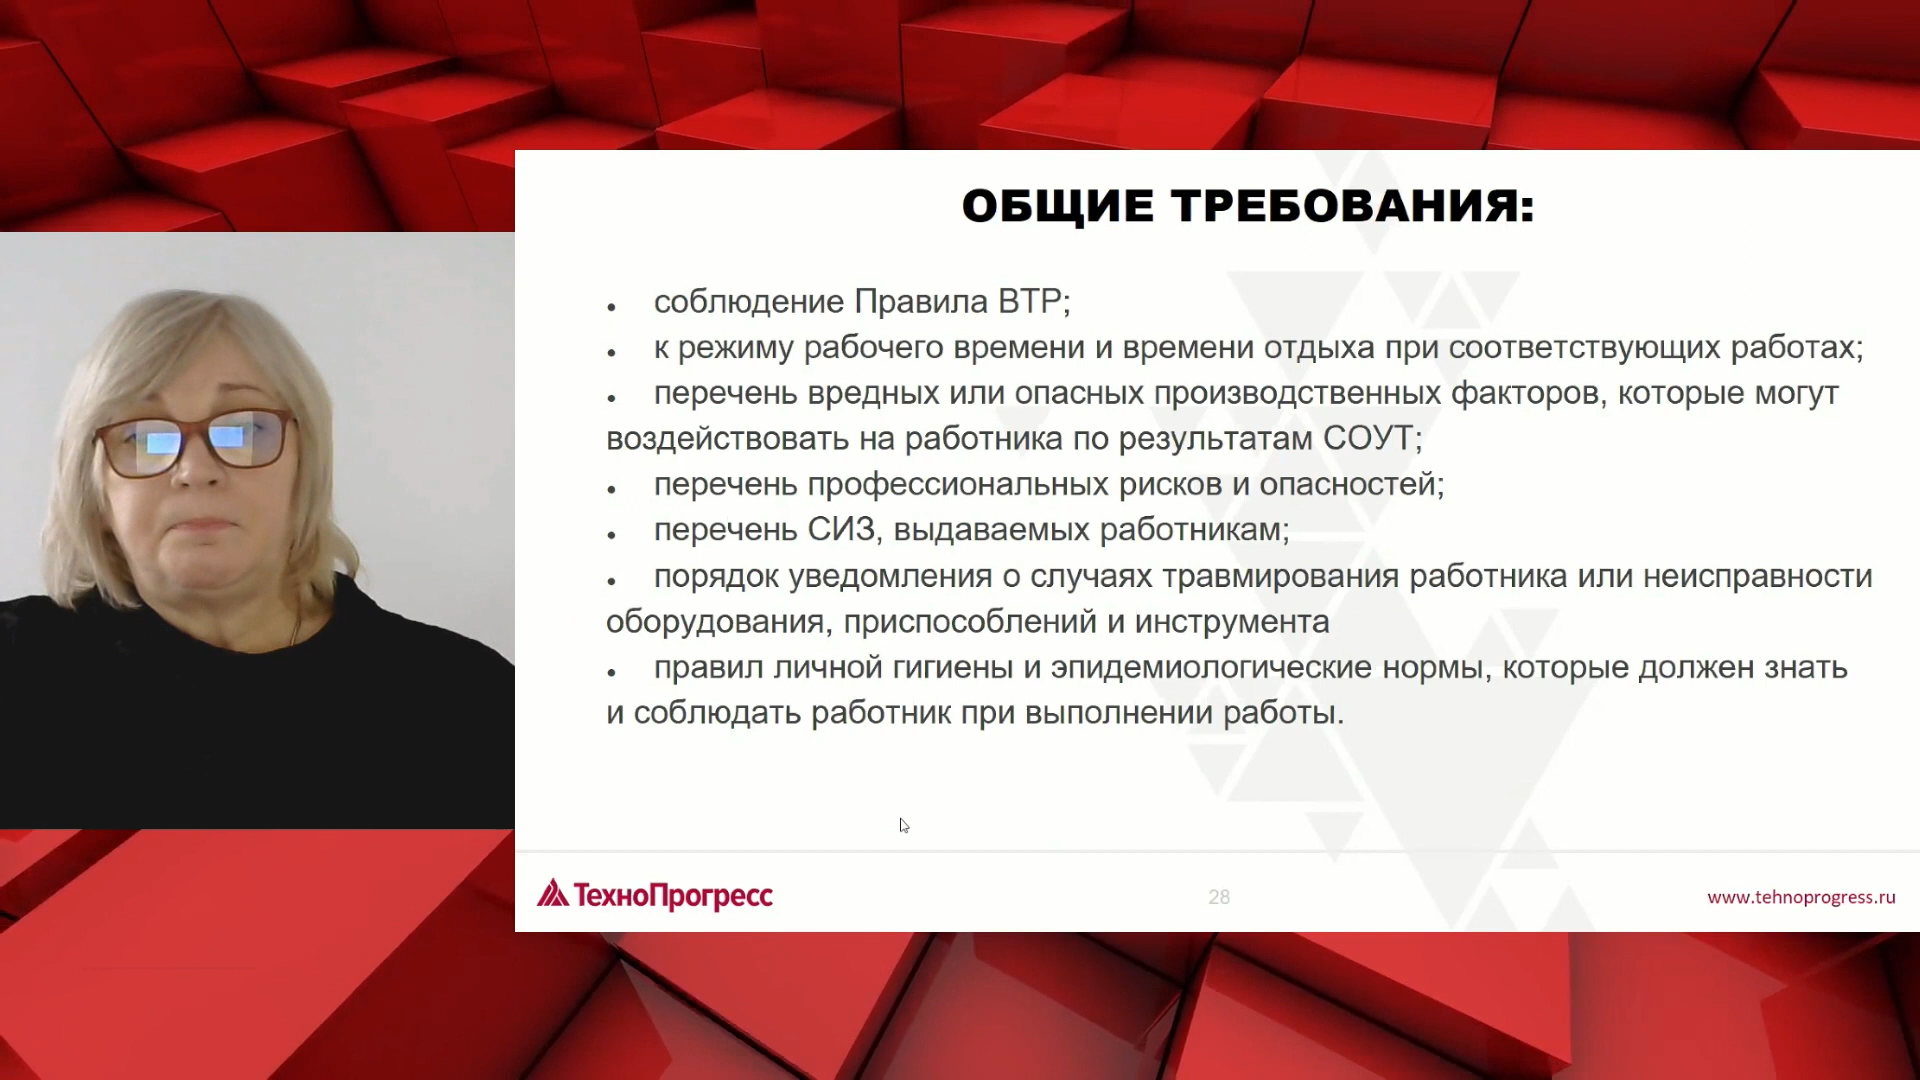 ОБЩИЕ ТРЕБОВАНИЯ:
• соблюдение Правила ВТР;
• к режиму рабочего времени и времени отдыха при соответствующих работах;
• перечень вредных или опасных производственных факторов, которые могут
воздействовать на работника по результатам СОУТ;
• перечень профессиональных рисков и опасностей;
• перечень СИЗ, выдаваемых работникам;
• порядок уведомления о случаях травмирования работника или неисправности
оборудования, приспособлений и инструмента
• правил личной гигиены и эпидемиологические нормы, которые должен знать
и соблюдать работник при выполнении работы.
ТехноПрогресс
28
www.tehnoprogress.ru